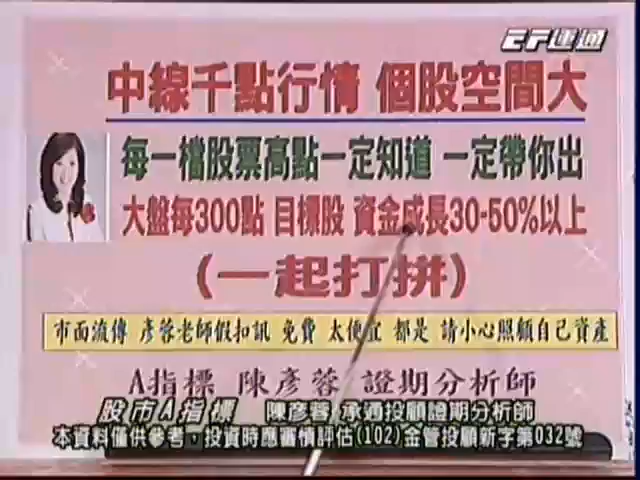 EF運通
中線千點行情 個股空間大
每一檔股票高點一定知道 一定帶你出
大盤每300點 目標股 資金成長30-50%以上
(一起打拼)
市面流傳 彥蓉老師假扣訊 免費 太便宜 都是 請小心照顧自己資產
A指標 陳彥蓉 證期分析師
股市A指標 陳彥蓉 承通投顧證期分析師
本資料僅供參考，投資時應審慎評估(102)金管投顧新字第032號